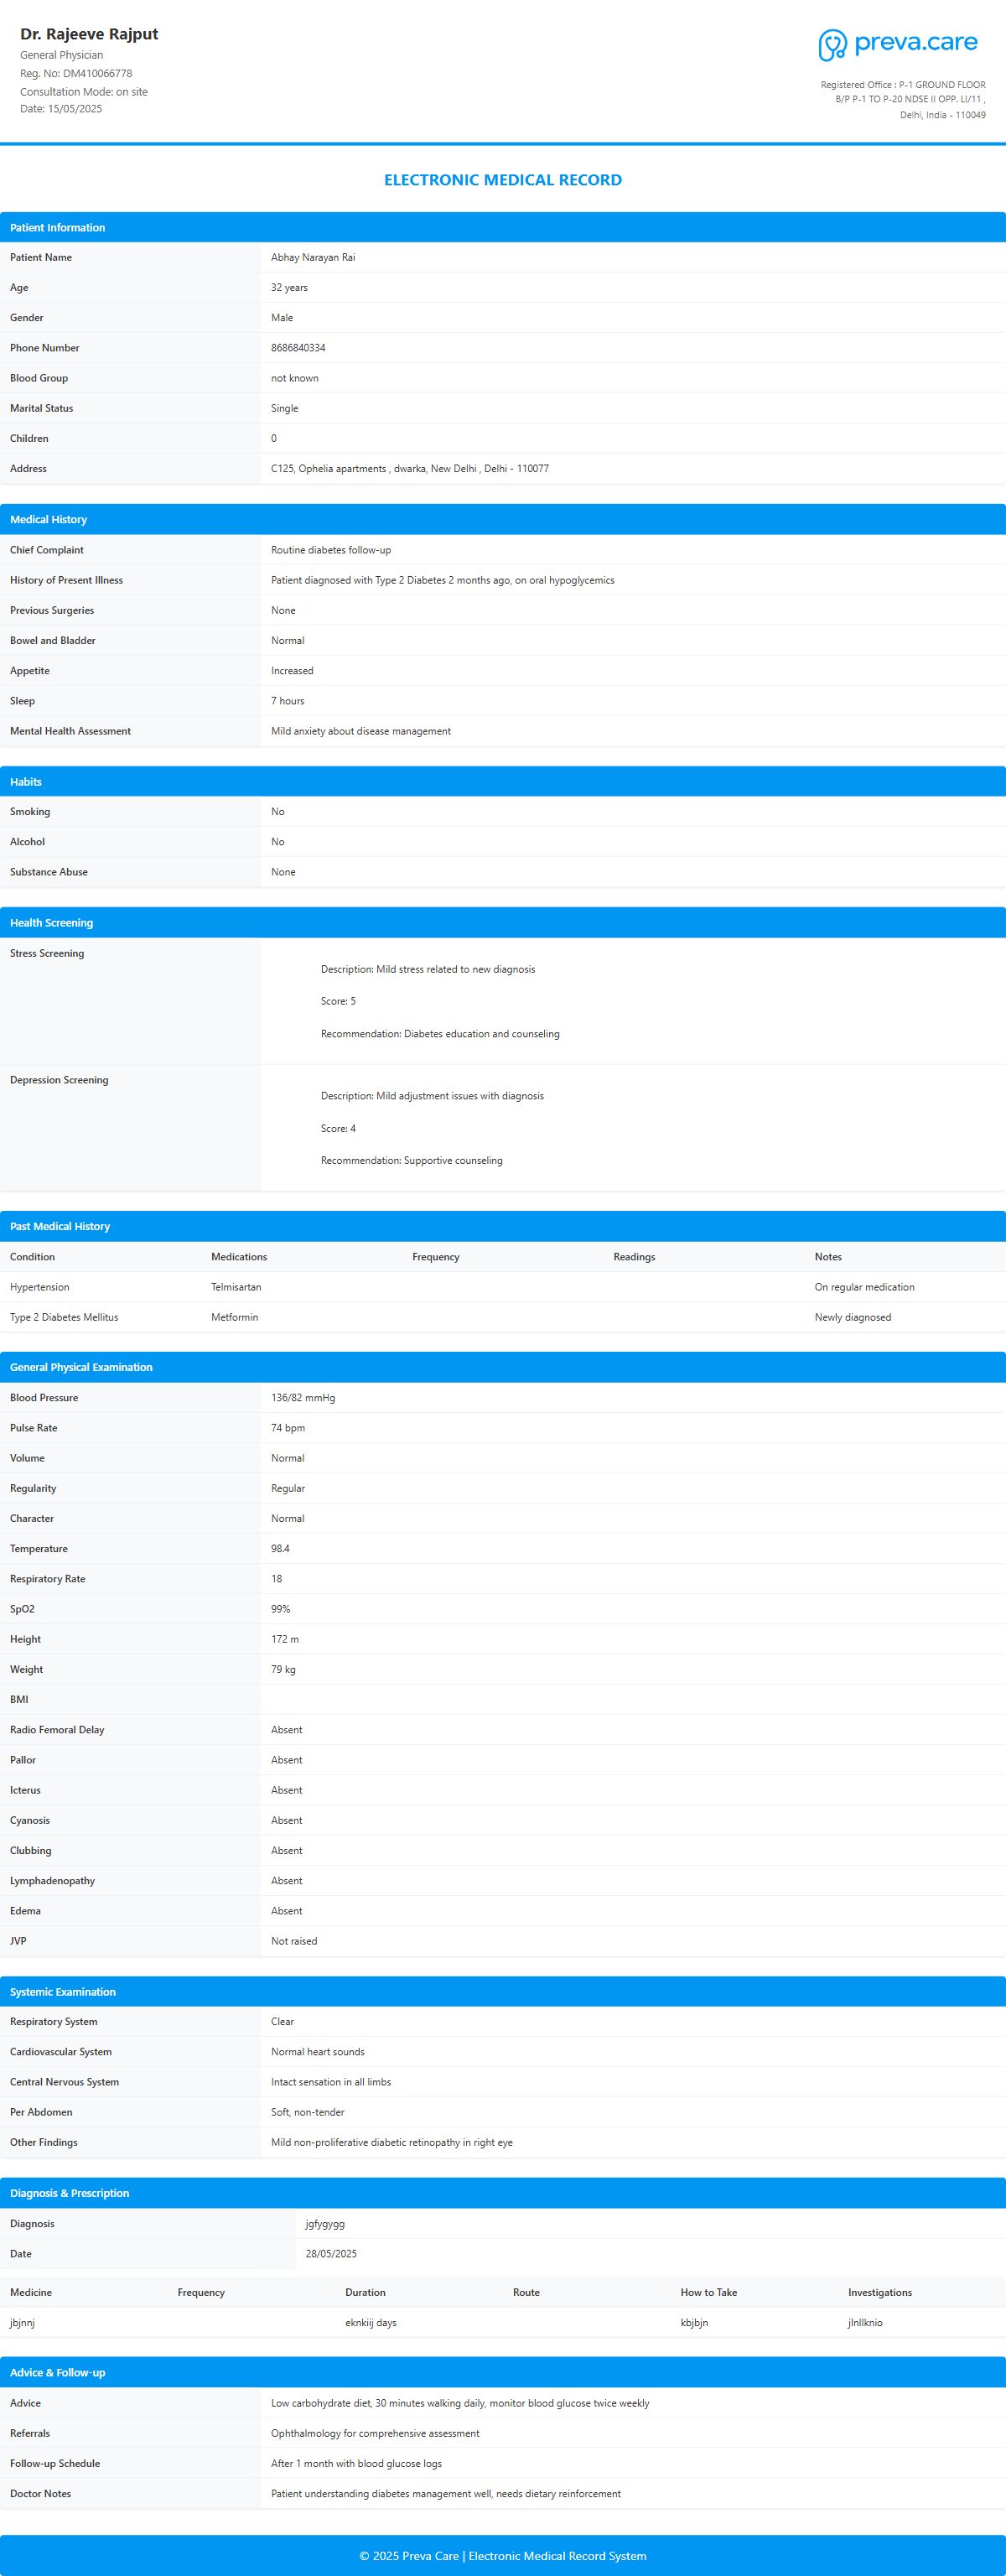 Dr. Rajeeve Rajput
General Physician
Reg. No: DM410066778
Consultation Mode: on site
Date: 15/05/2025
preva.care
Registered Office : P-1 GROUND FLOOR
B/P P-1 TO P-20 NDSE II OPP. LI/11 ,
Delhi, India - 110049
ELECTRONIC MEDICAL RECORD
Patient Information
Patient Name Abhay Narayan Rai
Age 32 years
Gender Male
Phone Number 8686840334
Blood Group not known
Marital Status Single
Children 0
Address C125, Ophelia apartments , dwarka, New Delhi , Delhi - 110077
Medical History
Chief Complaint Routine diabetes follow-up
History of Present Illness Patient diagnosed with Type 2 Diabetes 2 months ago, on oral hypoglycemics
Previous Surgeries None
Bowel and Bladder Normal
Appetite Increased
Sleep 7 hours
Mental Health Assessment Mild anxiety about disease management
Habits
Smoking No
Alcohol No
Substance Abuse None
Health Screening
Stress Screening
Description: Mild stress related to new diagnosis
Score: 5
Recommendation: Diabetes education and counseling
Depression Screening
Description: Mild adjustment issues with diagnosis
Score: 4
Recommendation: Supportive counseling
Past Medical History
Condition Medications Frequency Readings Notes
Hypertension Telmisartan On regular medication
Type 2 Diabetes Mellitus Metformin Newly diagnosed
General Physical Examination
Blood Pressure 136/82 mmHg
Pulse Rate 74 bpm
Volume Normal
Regularity Regular
Character Normal
Temperature 98.4
Respiratory Rate 18
SpO2 99%
Height 172 m
Weight 79 kg
BMI
Radio Femoral Delay Absent
Pallor Absent
Icterus Absent
Cyanosis Absent
Clubbing Absent
Lymphadenopathy Absent
Edema Absent
JVP Not raised
Systemic Examination
Respiratory System Clear
Cardiovascular System Normal heart sounds
Central Nervous System Intact sensation in all limbs
Per Abdomen Soft, non-tender
Other Findings Mild non-proliferative diabetic retinopathy in right eye
Diagnosis & Prescription
Diagnosis jgfygygg
Date 28/05/2025
Medicine Frequency Duration Route How to Take Investigations
jbjnnj eknkiij days kbjbjn jlnllknio
Advice & Follow-up
Advice Low carbohydrate diet, 30 minutes walking daily, monitor blood glucose twice weekly
Referrals Ophthalmology for comprehensive assessment
Follow-up Schedule After 1 month with blood glucose logs
Doctor Notes Patient understanding diabetes management well, needs dietary reinforcement
© 2025 Preva Care | Electronic Medical Record System